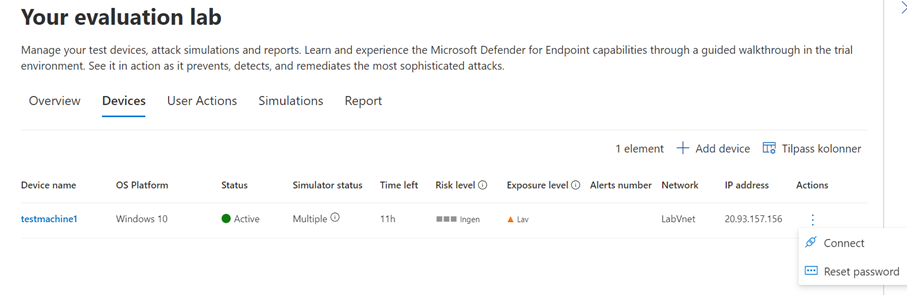 Your evaluation lab
Manage your test devices, attack simulations and reports. Learn and experience the Microsoft Defender for Endpoint capabilities through a guided walkthrough in the trial
environment. See it in action as it prevents, detects, and remediates the most sophisticated attacks.
Overview Devices User Actions Simulations Report
1 element Add device Tilpass kolonner
Device name OS Platform Status Simulator status Time left Risk level Exposure level Alerts number Network IP address Actions
testmachine1 Windows 10 Active Multiple 11h Ingen Lav LabVnet 20.93.157.156
Connect
Reset password